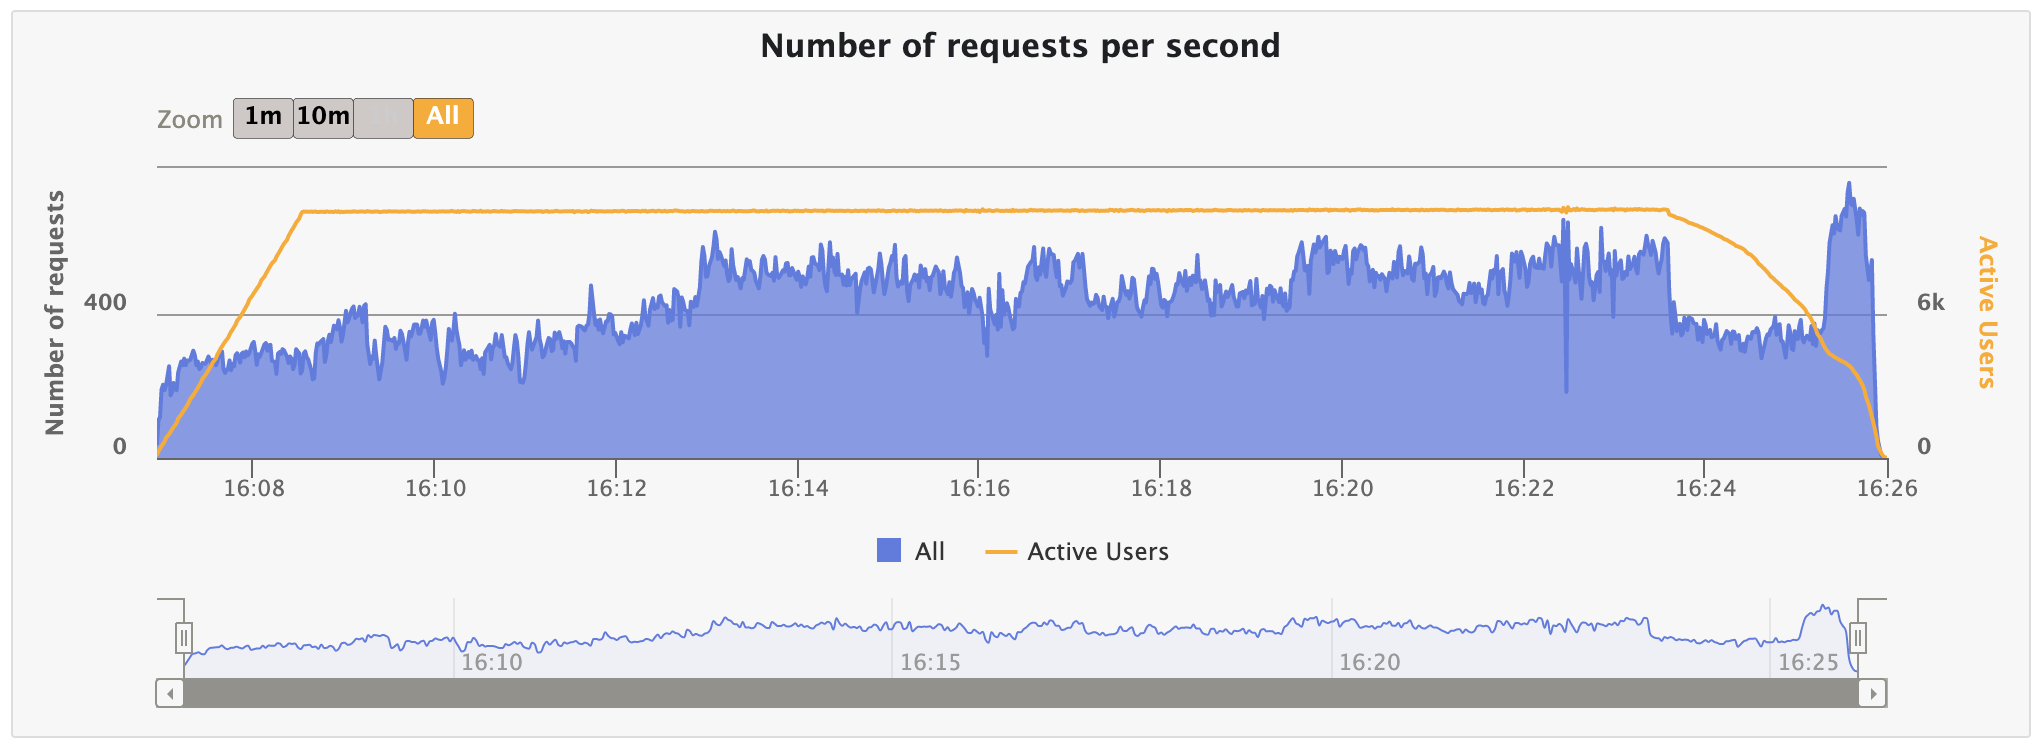 Number of requests per second
Zoom 1m 10m All
Number of requests
400
0
6k
0
Active Users
16:08 16:10 16:12 16:14 16:16 16:18 16:20 16:22 16:24 16:26
All Active Users
16:10 16:15 16:20 16:25